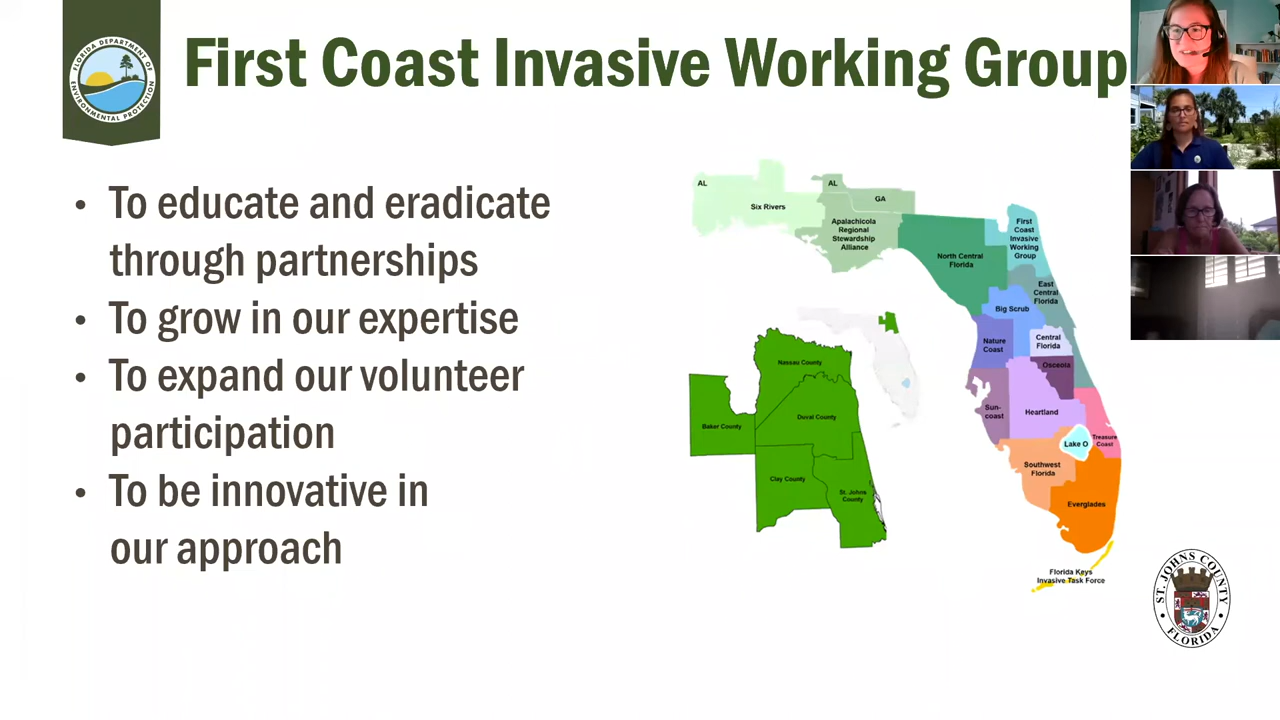 First Coast Invasive Working Group
FLORIDA DEPARTMENT OF
ENVIRONMENTAL PROTECTION
• To educate and eradicate
through partnerships
• To grow in our expertise
• To expand our volunteer
participation
• To be innovative in
our approach
AL
Six Rivers
AL
GA
Apalachicola
Regional
Stewardship
Alliance
North Central
Florida
First
Coast
Invasive
Working
Group
East
Central
Florida
Big Scrub
Nature
Coast
Central
Florida
Osceola
Sun-
coast
Heartland
Lake O
Treasure
Coast
Southwest
Florida
Everglades
Florida Keys
Invasive Task Force
Nassau County
Duval County
Baker County
Clay County
St. Johns
County
ST. JOHNS COUNTY
FLORIDA